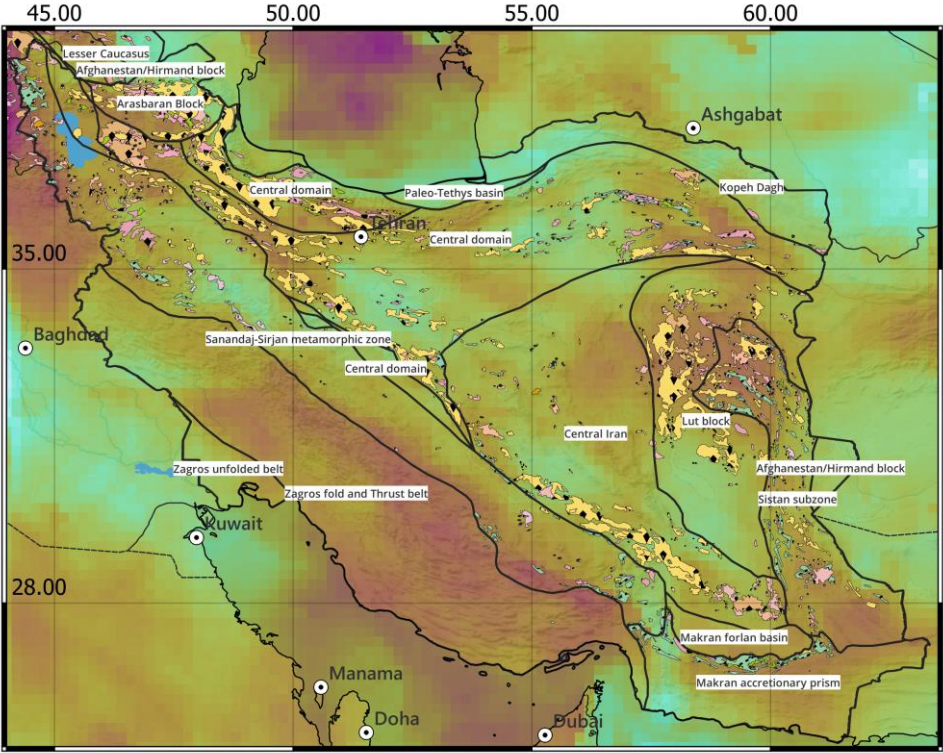 45.00 50.00 55.00 60.00
Lesser Caucasus
Afghanestan/Hirmand block
Arasbaran Block
Ashgabat
Central domain
Paleo-Tethys basin
Kopeh Dagh
Tehran
Central domain
35.00
Baghdad
Sanandaj-Sirjan metamorphic zone
Central domain
Lut block
Central Iran
Zagros unfolded belt
Afghanestan/Hirmand block
Zagros fold and Thrust belt
Sistan subzone
Kuwait
28.00
Makran forlan basin
Manama
Makran accretionary prism
Doha
Dubai